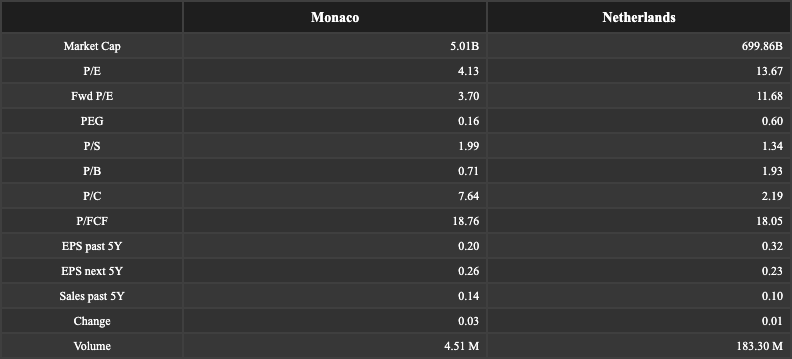 Monaco Netherlands
Market Cap 5.01B 699.86B
P/E 4.13 13.67
Fwd P/E 3.70 11.68
PEG 0.16 0.60
P/S 1.99 1.34
P/B 0.71 1.93
P/C 7.64 2.19
P/FCF 18.76 18.05
EPS past 5Y 0.20 0.32
EPS next 5Y 0.26 0.23
Sales past 5Y 0.14 0.10
Change 0.03 0.01
Volume 4.51 M 183.30 M